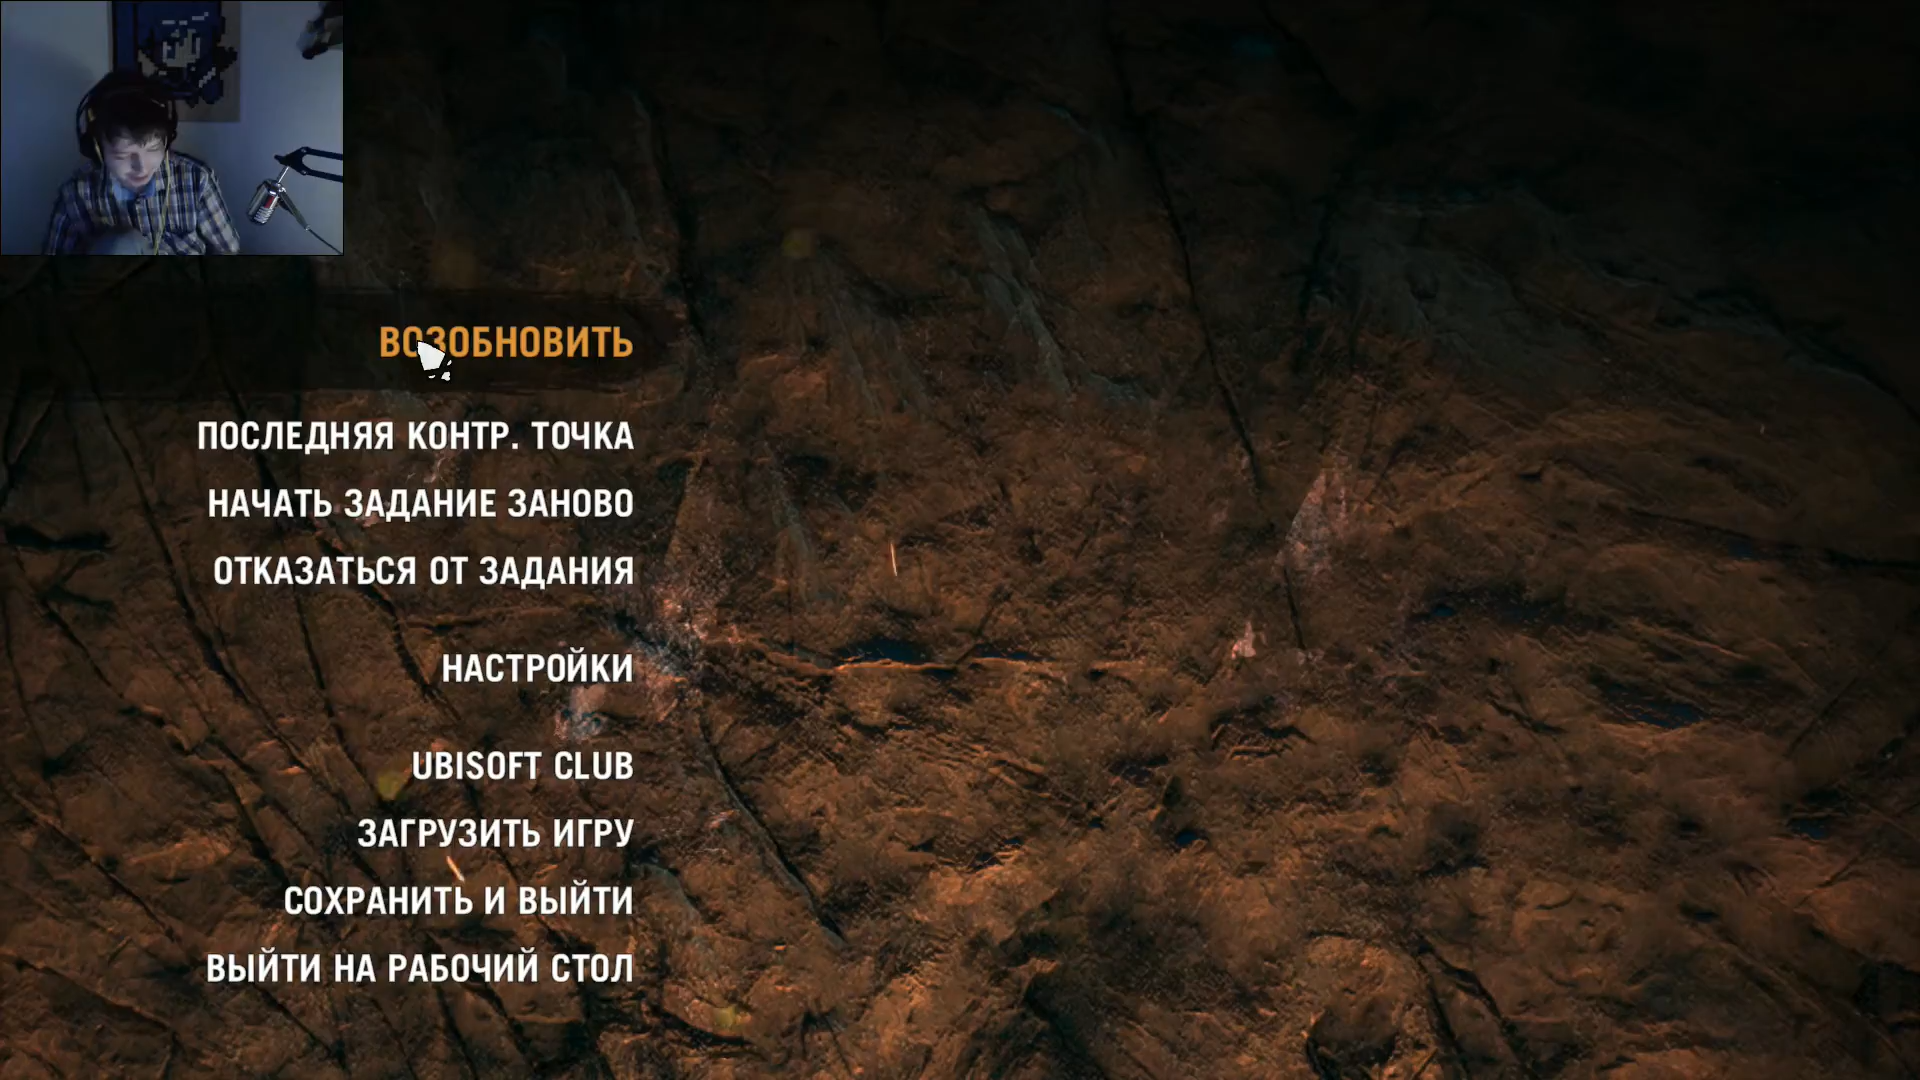 ВОЗОБНОВИТЬ
ПОСЛЕДНЯЯ КОНТР. ТОЧКА
НАЧАТЬ ЗАДАНИЕ ЗАНОВО
ОТКАЗАТЬСЯ ОТ ЗАДАНИЯ
НАСТРОЙКИ
UBISOFT CLUB
ЗАГРУЗИТЬ ИГРУ
СОХРАНИТЬ И ВЫЙТИ
ВЫЙТИ НА РАБОЧИЙ СТОЛ